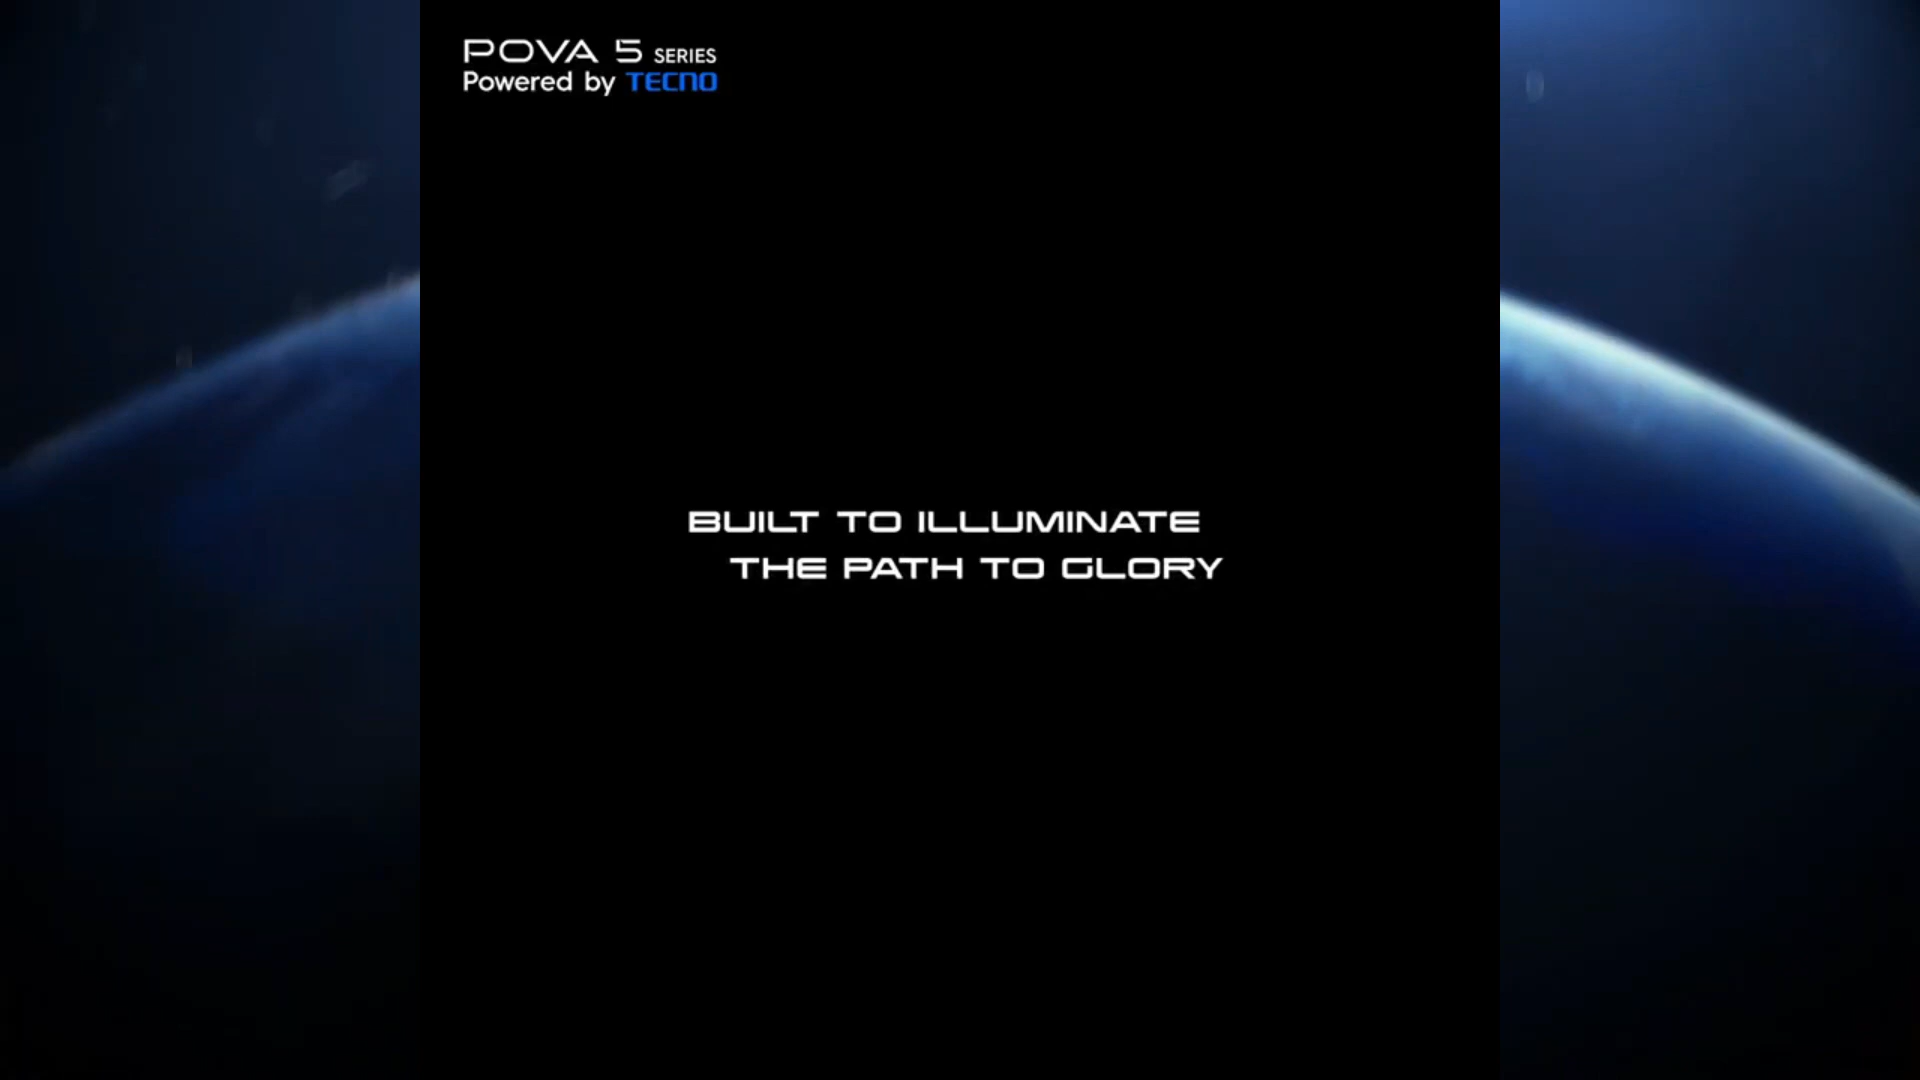 POVA 5 SERIES
Powered by TECNO
BUILT TO ILLUMINATE
THE PATH TO GLORY